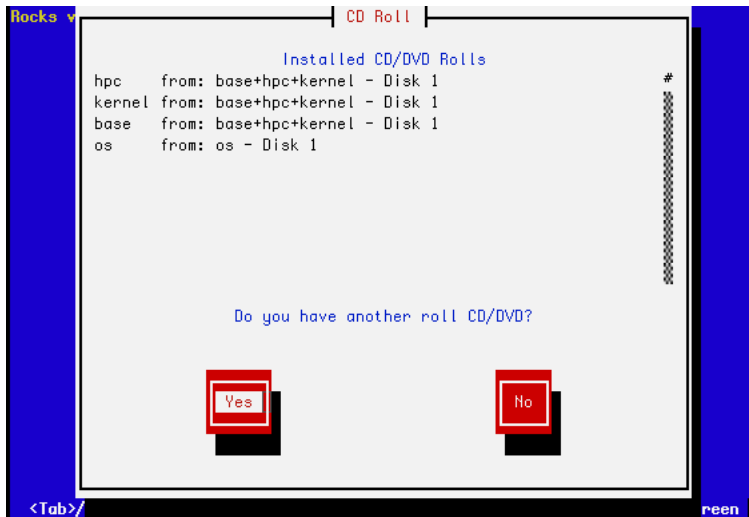 Rocks v
CD Roll
Installed CD/DVD Rolls
hpc from: base+hpc+kernel - Disk 1 #
kernel from: base+hpc+kernel - Disk 1
base from: base+hpc+kernel - Disk 1
os from: os - Disk 1
Do you have another roll CD/DVD?
Yes No
<Tab>/ reen